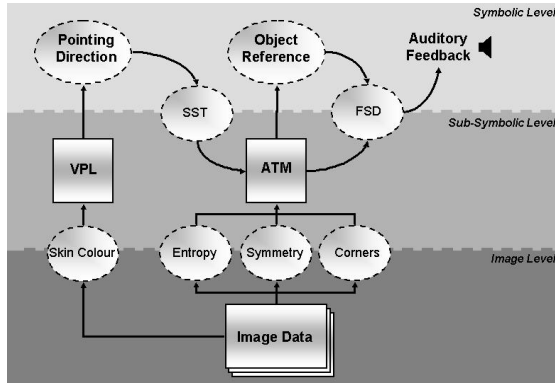 Symbolic Level
Pointing
Direction
Object
Reference
Auditory
Feedback
SST
FSD
Sub-Symbolic Level
VPL
ATM
Skin Colour
Entropy
Symmetry
Corners
Image Level
Image Data